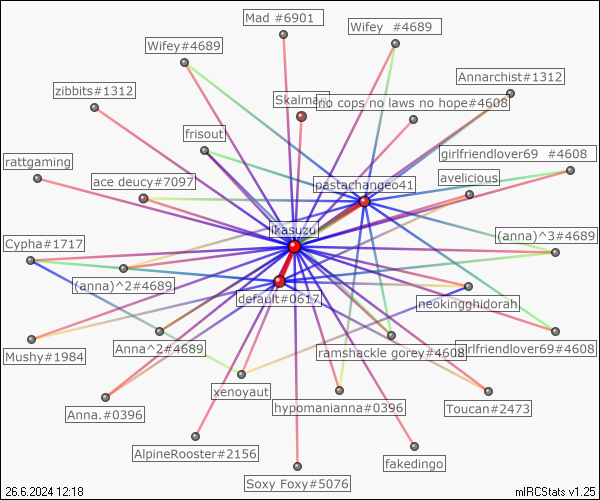 Mad #6901
Wifey #4689
Wifey#4689
Annarchist#1312
zibbits#1312
Skalman
no cops no laws no hope#4608
frisout
girlfriendlover69 #4608
rattgaming
ace deucy#7097
pastachangeo41
avelicious
ikasuzu
(anna)^3#4689
Cypha#1717
(anna)^2#4689
default#0617
neokingghidorah
Mushy#1984
Anna^2#4689
ramshackle gorey#4608
girlfriendlover69#4608
xenoyaut
Anna.#0396
hypomanianna#0396
Toucan#2473
AlpineRooster#2156
fakedingo
Soxy Foxy#5076
26.6.2024 12:18
mIRCStats v1.25